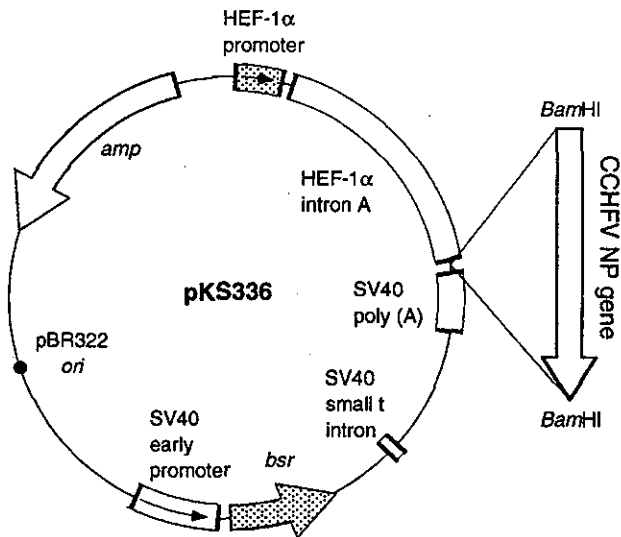 HEF-1α
promoter
amp
HEF-1α
intron A
BamHI
CCHFV NP gene
BamHI
pKS336
SV40
poly (A)
pBR322
ori
SV40
small t
intron
SV40
early
promoter
bsr